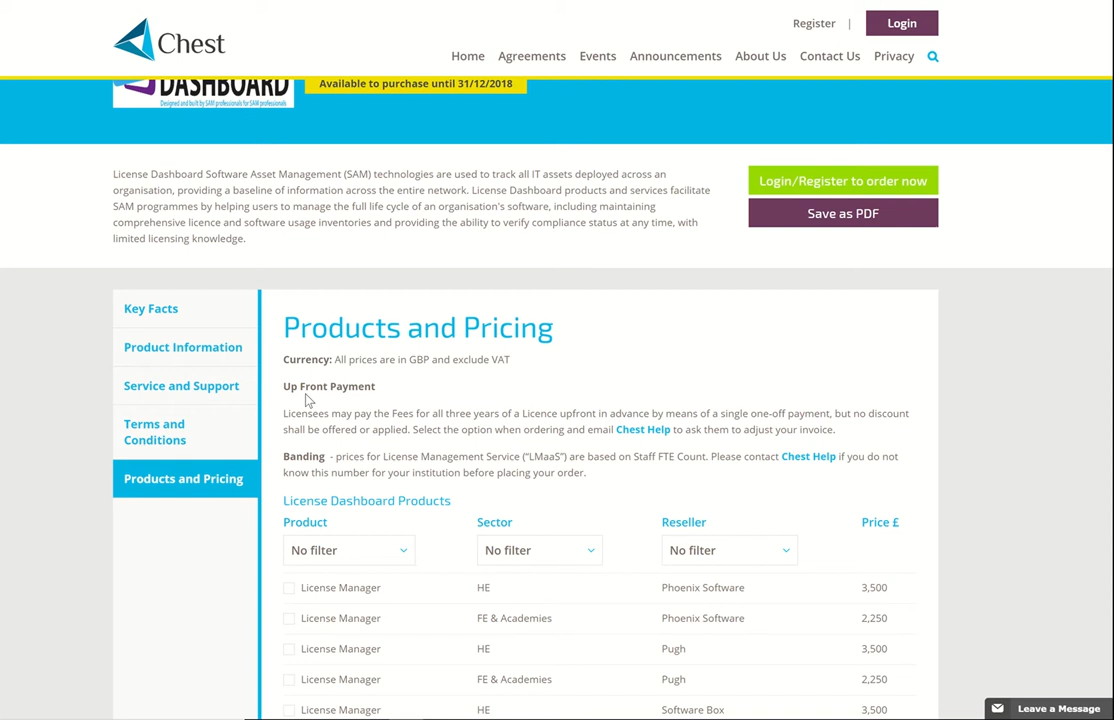 Register | Login
Chest
Home Agreements Events Announcements About Us Contact Us Privacy
DASHBOARD
Designed and built by SAM professionals for SAM professionals
Available to purchase until 31/12/2018
License Dashboard Software Asset Management (SAM) technologies are used to track all IT assets deployed across an
organisation, providing a baseline of information across the entire network. License Dashboard products and services facilitate
SAM programmes by helping users to manage the full life cycle of an organisation's software, including maintaining
comprehensive licence and software usage inventories and providing the ability to verify compliance status at any time, with
limited licensing knowledge.
Login/Register to order now
Save as PDF
Key Facts
Product Information
Service and Support
Terms and
Conditions
Products and Pricing
Products and Pricing
Currency: All prices are in GBP and exclude VAT
Up Front Payment
Licensees may pay the Fees for all three years of a Licence upfront in advance by means of a single one-off payment, but no discount
shall be offered or applied. Select the option when ordering and email Chest Help to ask them to adjust your invoice.
Banding - prices for License Management Service ("LMaaS") are based on Staff FTE Count. Please contact Chest Help if you do not
know this number for your institution before placing your order.
License Dashboard Products
Product Sector Reseller Price £
No filter No filter No filter
License Manager HE Phoenix Software 3,500
License Manager FE & Academies Phoenix Software 2,250
License Manager HE Pugh 3,500
License Manager FE & Academies Pugh 2,250
License Manager HE Software Box 3,500
Leave a Message